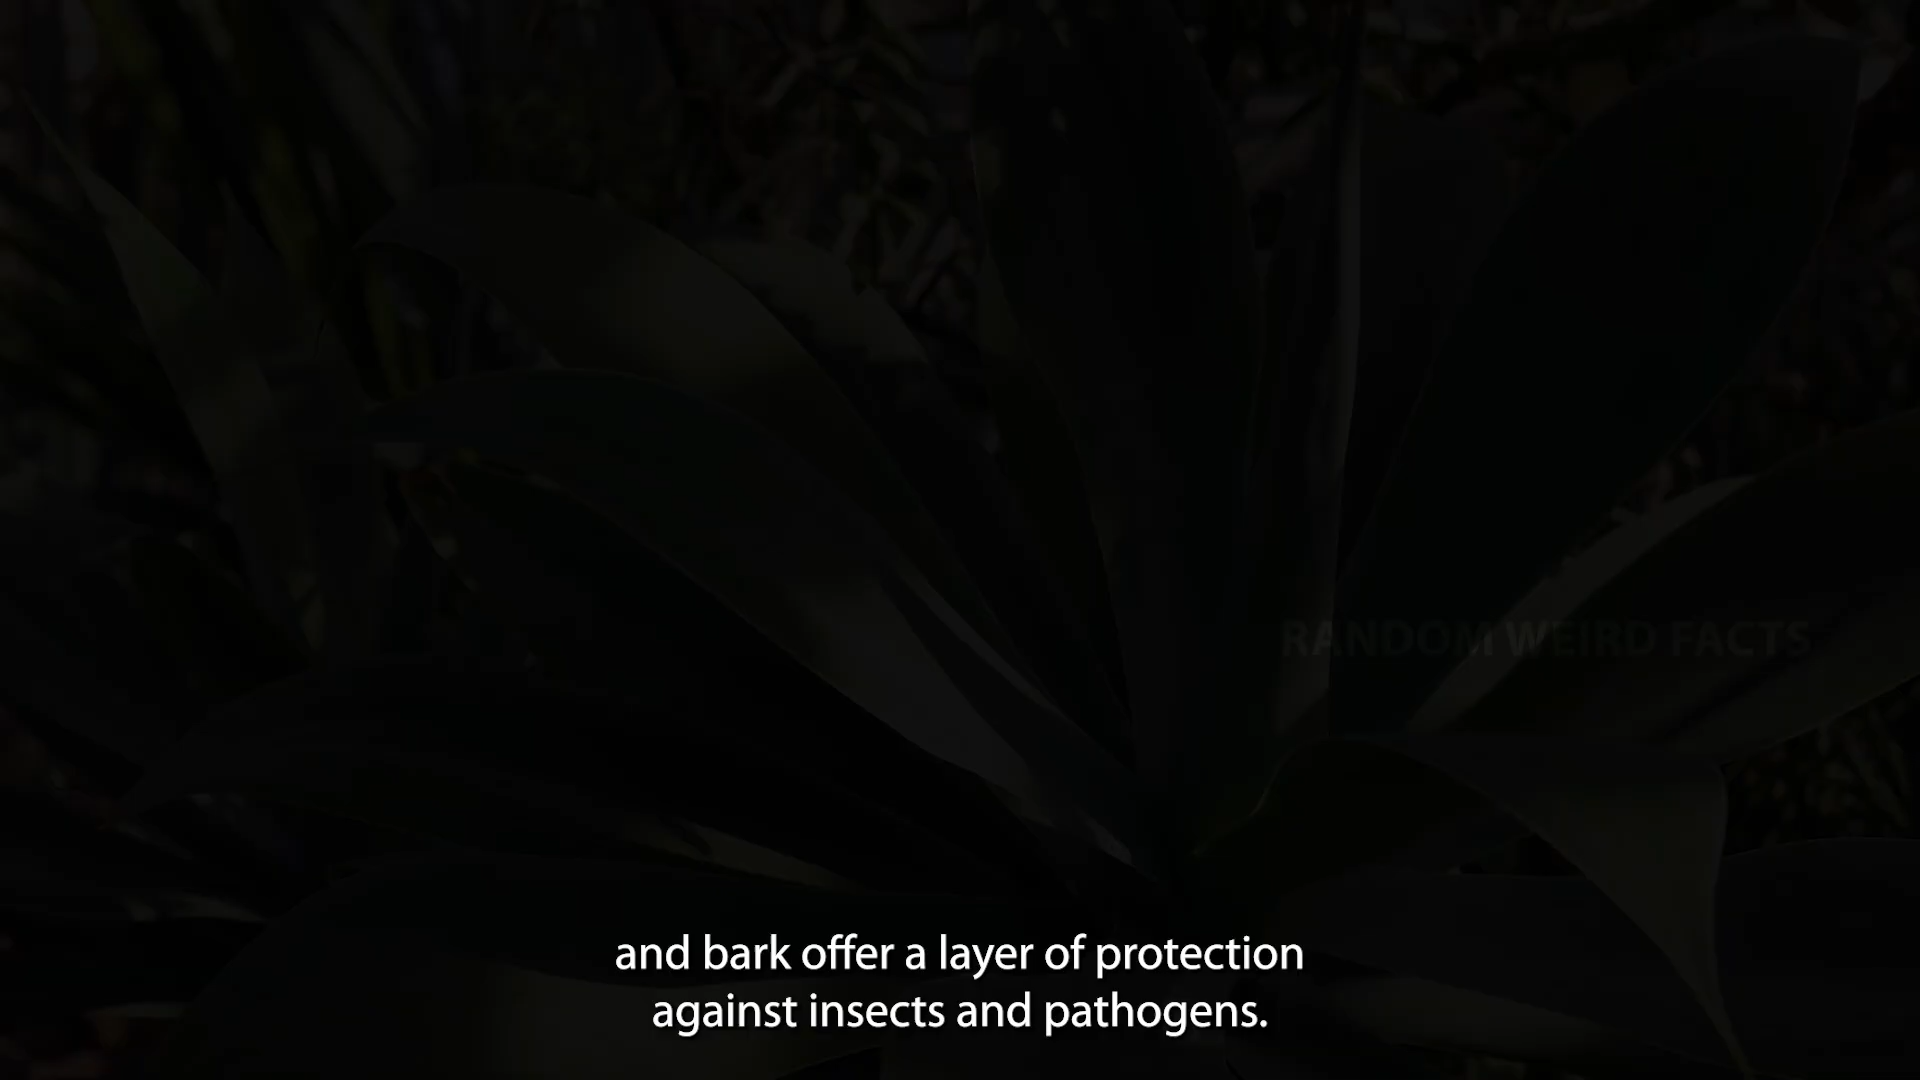 RANDOM WEIRD FACTS
and bark offer a layer of protection
against insects and pathogens.